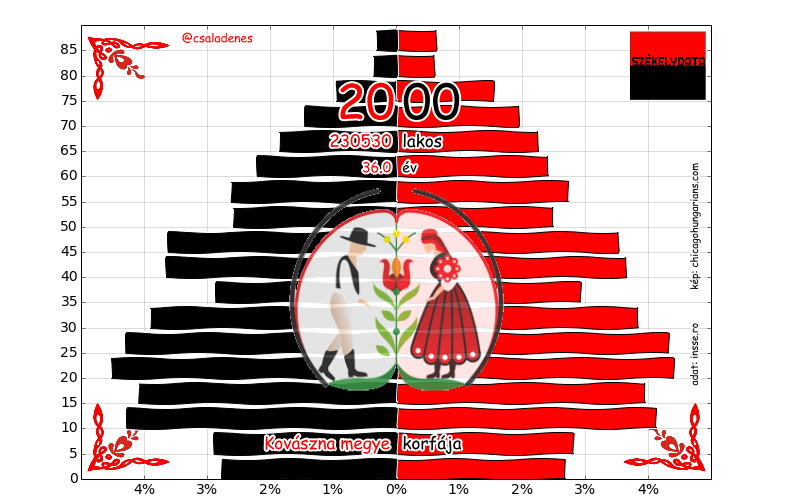 @csaladenes
SZÉKELYDATA
2000
230530 lakos
36.0 év
kép: chicagohungarians.com
adat: insse.ro
Kovászna megye korfája
85
80
75
70
65
60
55
50
45
40
35
30
25
20
15
10
5
0
4% 3% 2% 1% 0% 1% 2% 3% 4%